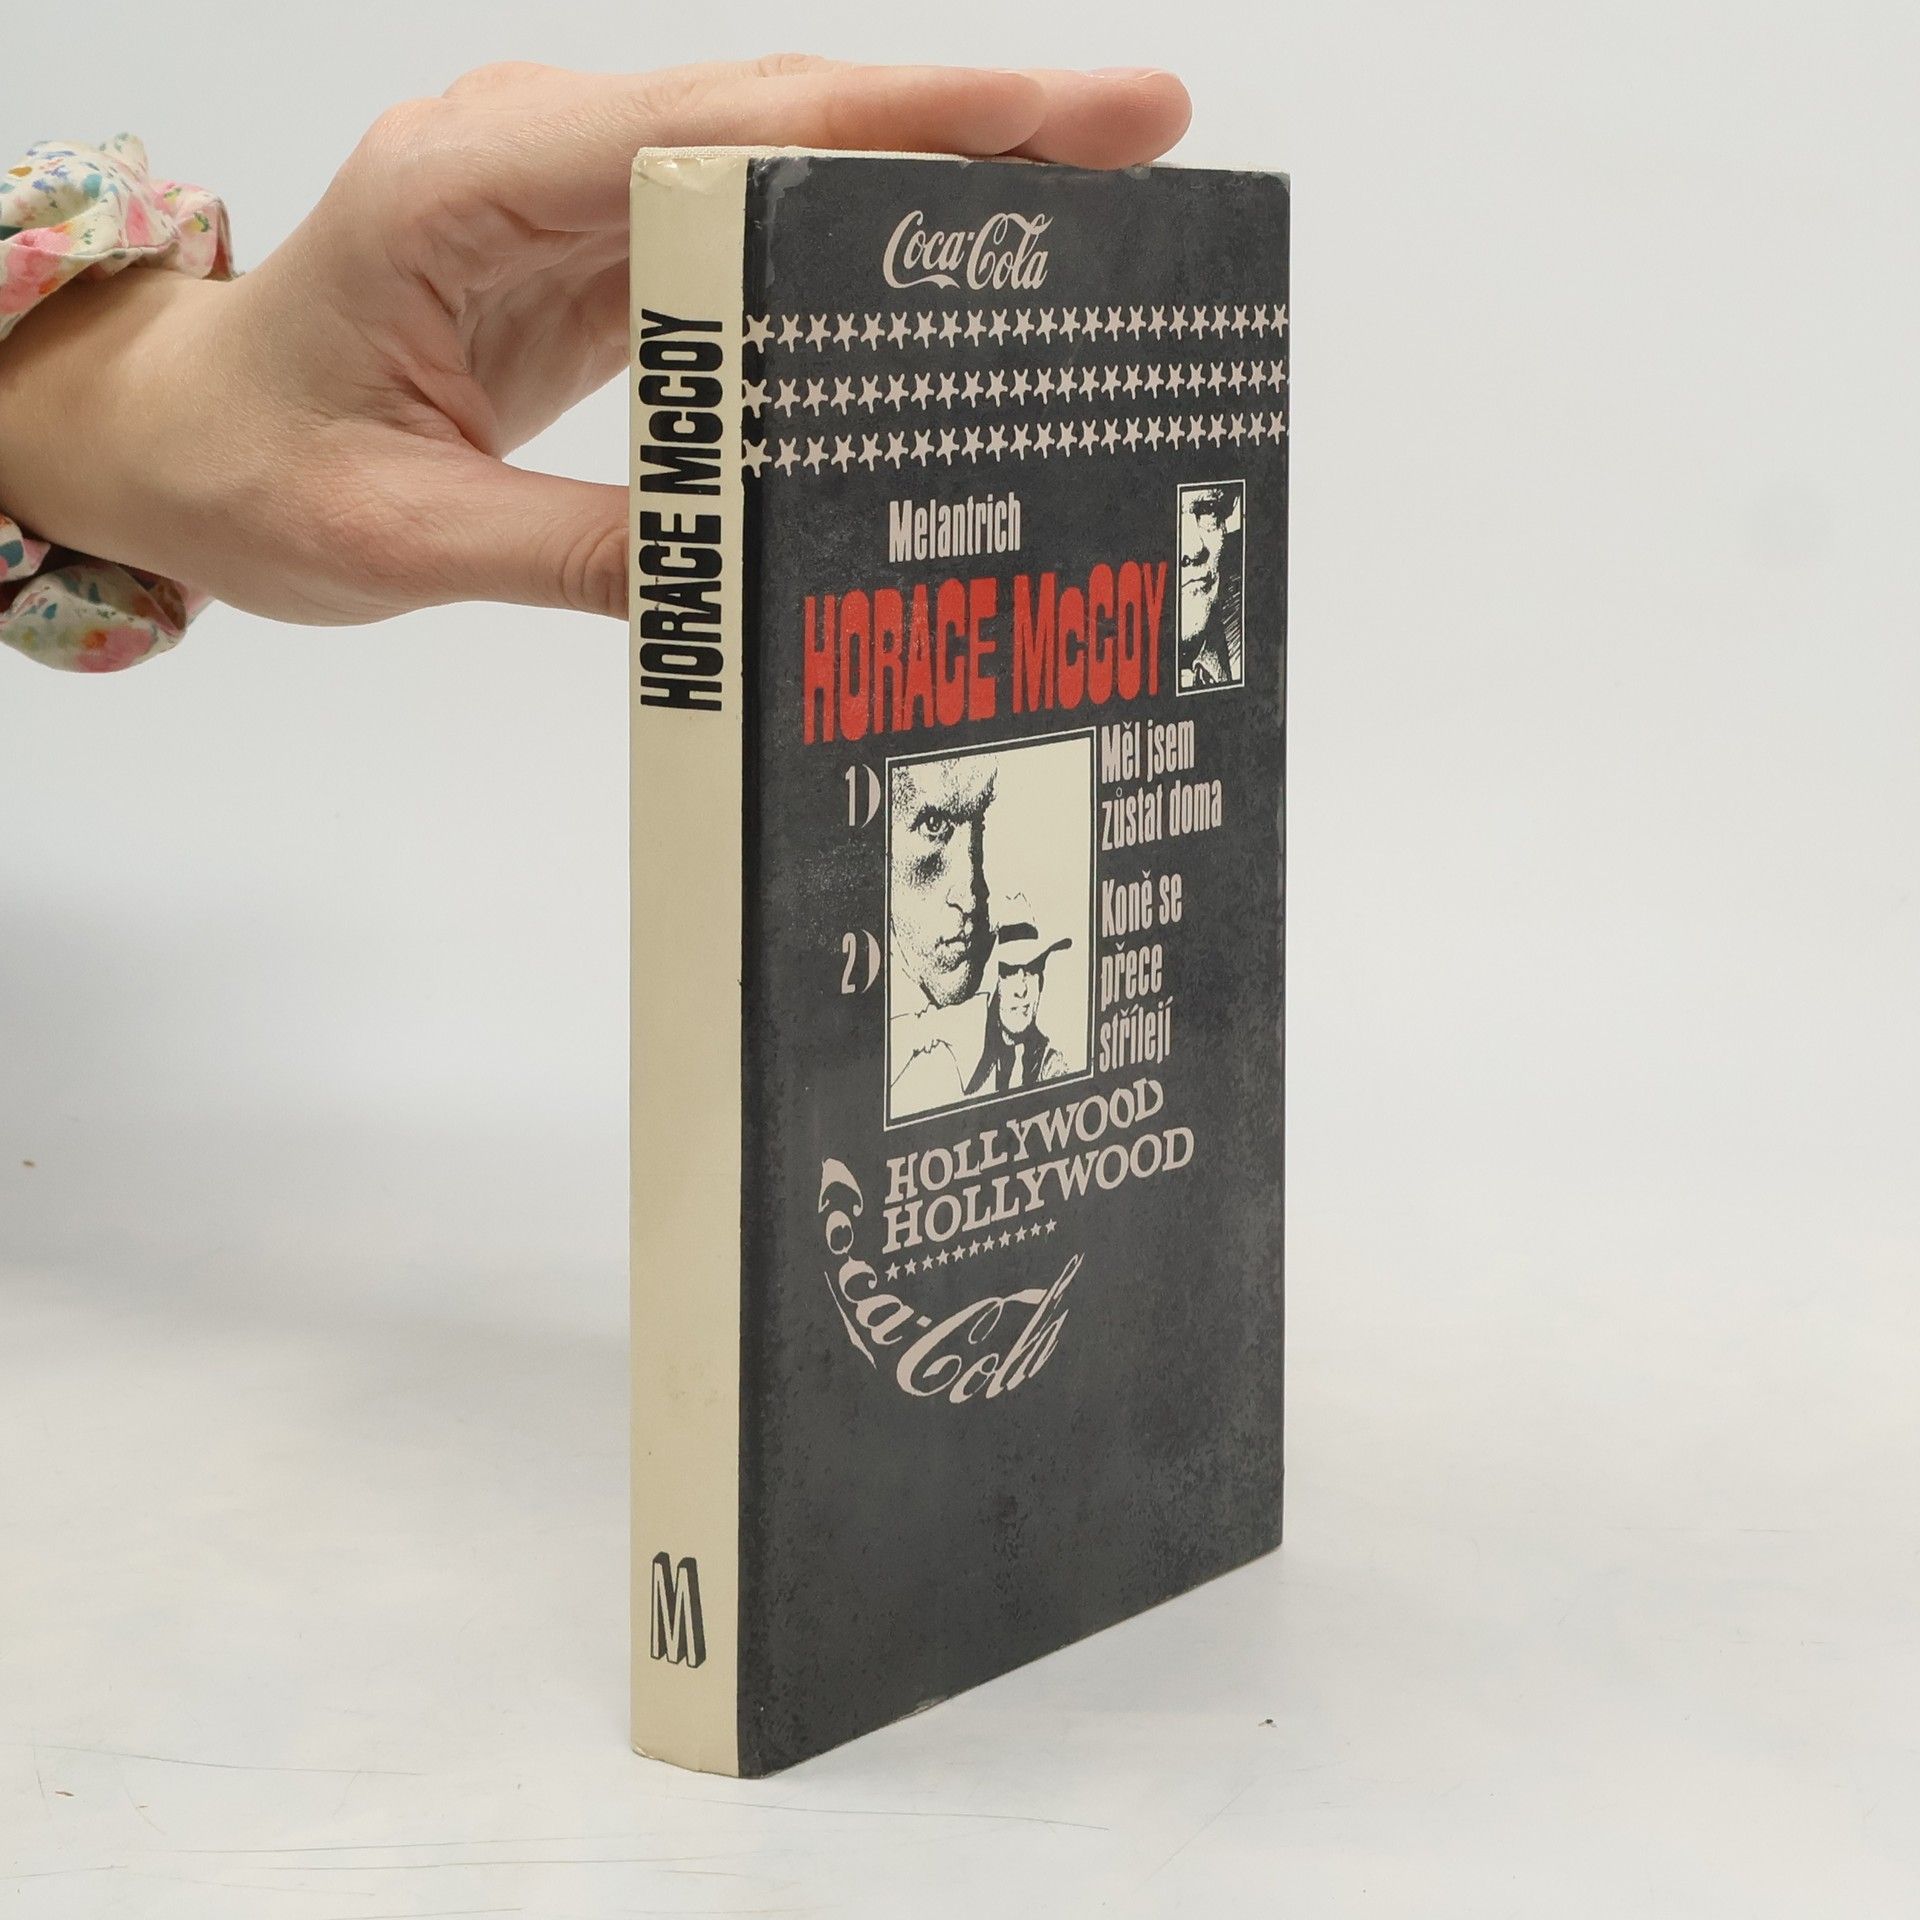 HORACE McCOY
M
Coca-Cola
Melantrich
HORACE McCOY
1)
Měl jsem
zůstat doma
2)
Koně se
přece
střílejí
HOLLYWOOD
HOLLYWOOD
Coca-Cola